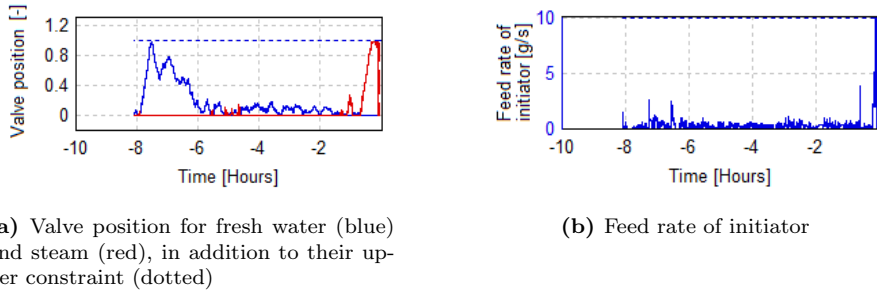 Valve position [-]
1.2
0.8
0.4
0
-10
-8
-6
-4
-2
Time [Hours]
Feed rate of
initiator [g/s]
10
5
0
-10
-8
-6
-4
-2
Time [Hours]
a) Valve position for fresh water (blue)
nd steam (red), in addition to their up-
er constraint (dotted)
(b) Feed rate of initiator